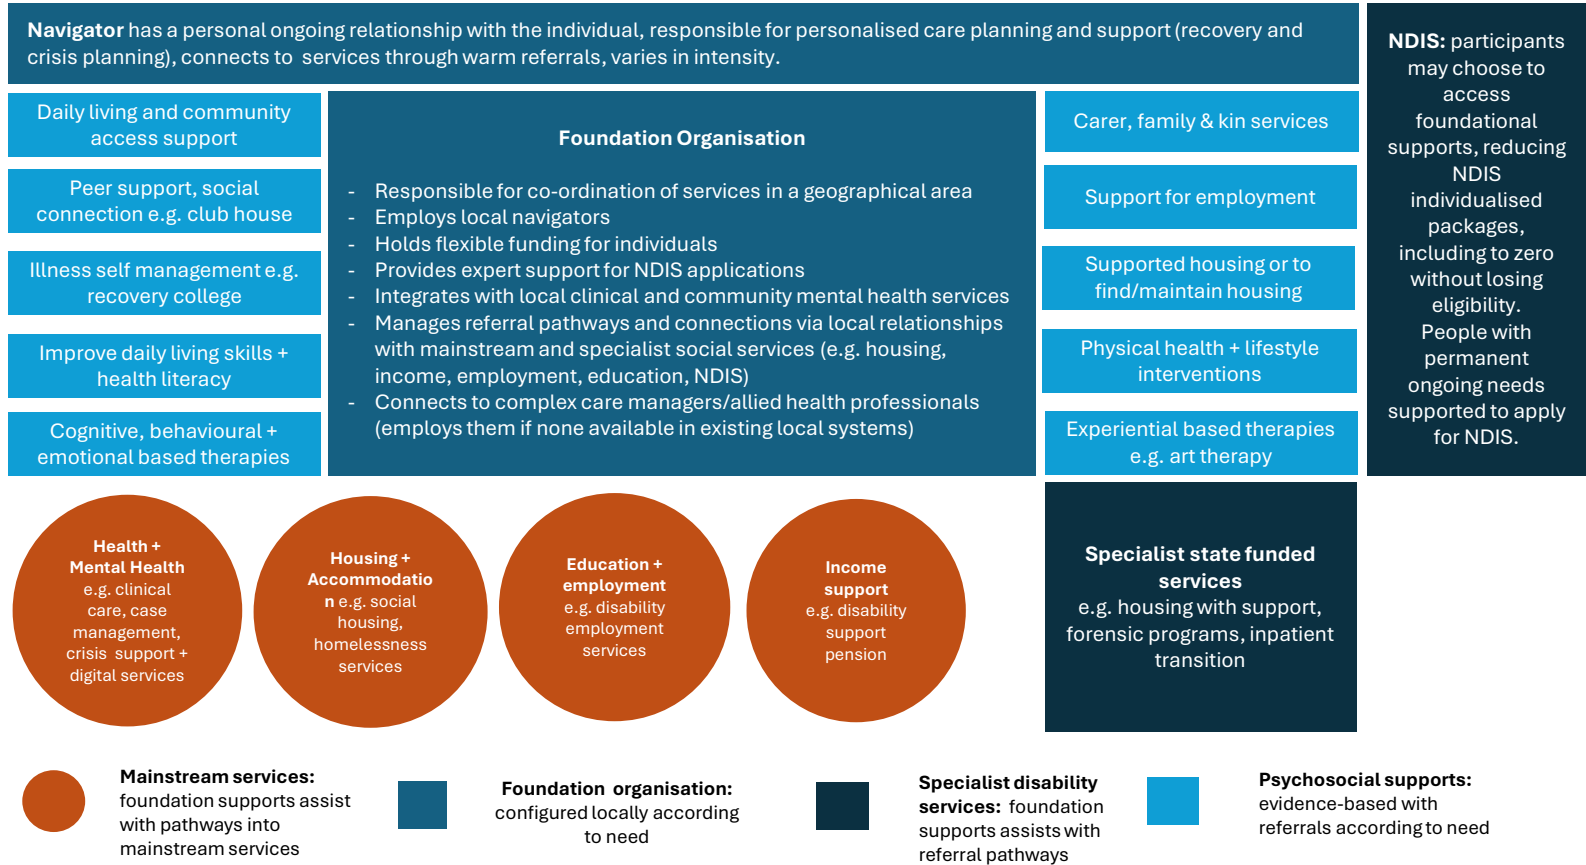 Navigator has a personal ongoing relationship with the individual, responsible for personalised care planning and support (recovery and
crisis planning), connects to services through warm referrals, varies in intensity.
Daily living and community
access support
Peer support, social
connection e.g. club house
Illness self management e.g.
recovery college
Improve daily living skills +
health literacy
Cognitive, behavioural +
emotional based therapies
Foundation Organisation
- Responsible for co-ordination of services in a geographical area
- Employs local navigators
- Holds flexible funding for individuals
- Provides expert support for NDIS applications
- Integrates with local clinical and community mental health services
- Manages referral pathways and connections via local relationships
with mainstream and specialist social services (e.g. housing,
income, employment, education, NDIS)
- Connects to complex care managers/allied health professionals
(employs them if none available in existing local systems)
Carer, family & kin services
Support for employment
Supported housing or to
find/maintain housing
Physical health + lifestyle
interventions
Experiential based therapies
e.g. art therapy
NDIS: participants
may choose to
access
foundational
supports, reducing
NDIS
individualised
packages,
including to zero
without losing
eligibility.
People with
permanent
ongoing needs
supported to apply
for NDIS.
Health +
Mental Health
e.g. clinical
care, case
management,
crisis support +
digital services
Housing +
Accommodatio
n e.g. social
housing,
homelessness
services
Education +
employment
e.g. disability
employment
services
Income
support
e.g. disability
support
pension
Specialist state funded
services
e.g. housing with support,
forensic programs, inpatient
transition
Mainstream services:
foundation supports assist
with pathways into
mainstream services
Foundation organisation:
configured locally according
to need
Specialist disability
services: foundation
supports assists with
referral pathways
Psychosocial supports:
evidence-based with
referrals according to need